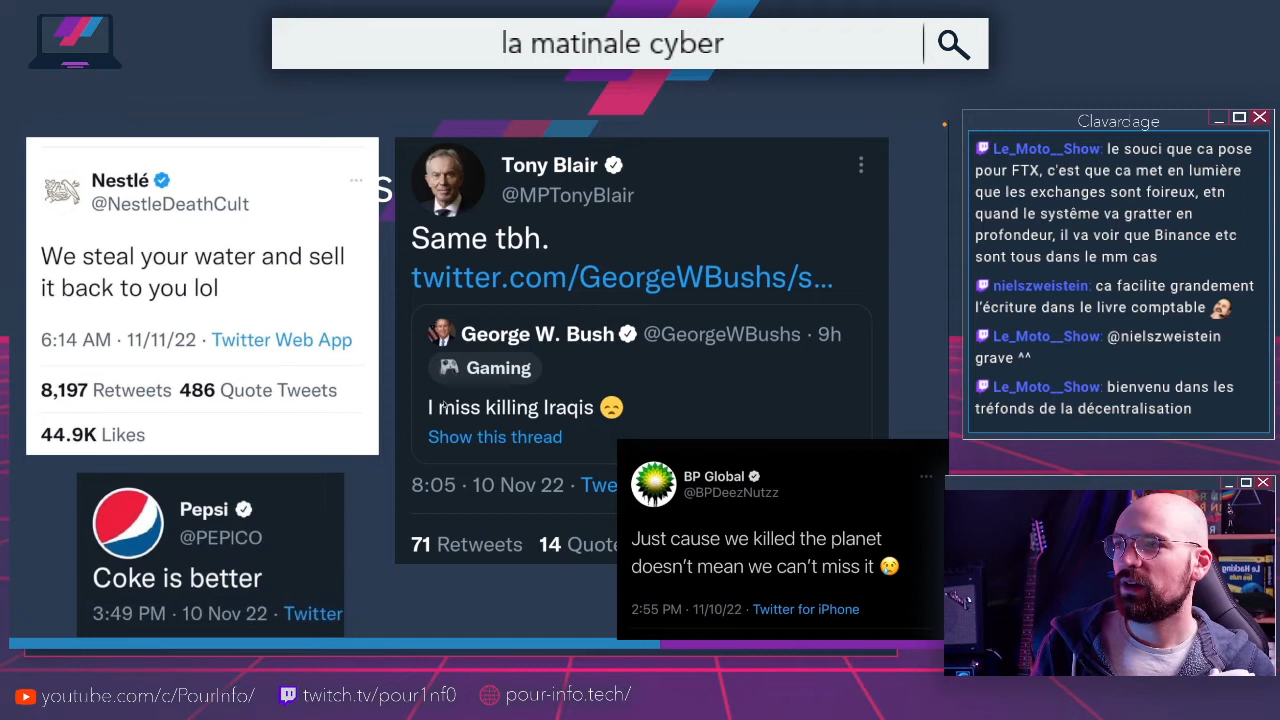 la matinale cyber
Nestlé
@NestleDeathCult
We steal your water and sell
it back to you lol
6:14 AM · 11/11/22 · Twitter Web App
8,197 Retweets 486 Quote Tweets
44.9K Likes
s
Tony Blair
@MPTonyBlair
Same tbh.
twitter.com/GeorgeWBushs/s...
George W. Bush @GeorgeWBushs · 9h
Gaming
I miss killing Iraqis 😞
Show this thread
8:05 · 10 Nov 22 · Twe
71 Retweets 14 Quote
Pepsi
@PEPICO
Coke is better
3:49 PM · 10 Nov 22 · Twitter
BP Global
@BPDeezNutzz
Just cause we killed the planet
doesn't mean we can't miss it 😢
2:55 PM · 11/10/22 · Twitter for iPhone
Clavardage
Le_Moto__Show: le souci que ca pose
pour FTX, c'est que ca met en lumière
que les exchanges sont foireux, etn
quand le systême va gratter en
profondeur, il va voir que Binance etc
sont tous dans le mm cas
nielszweistein: ca facilite grandement
l'écriture dans le livre comptable
Le_Moto__Show: @nielszweistein
grave ^^
Le_Moto__Show: bienvenu dans les
tréfonds de la décentralisation
Le Hacking
youtube.com/c/PourInfo/
twitch.tv/pour1nf0
pour-info.tech/